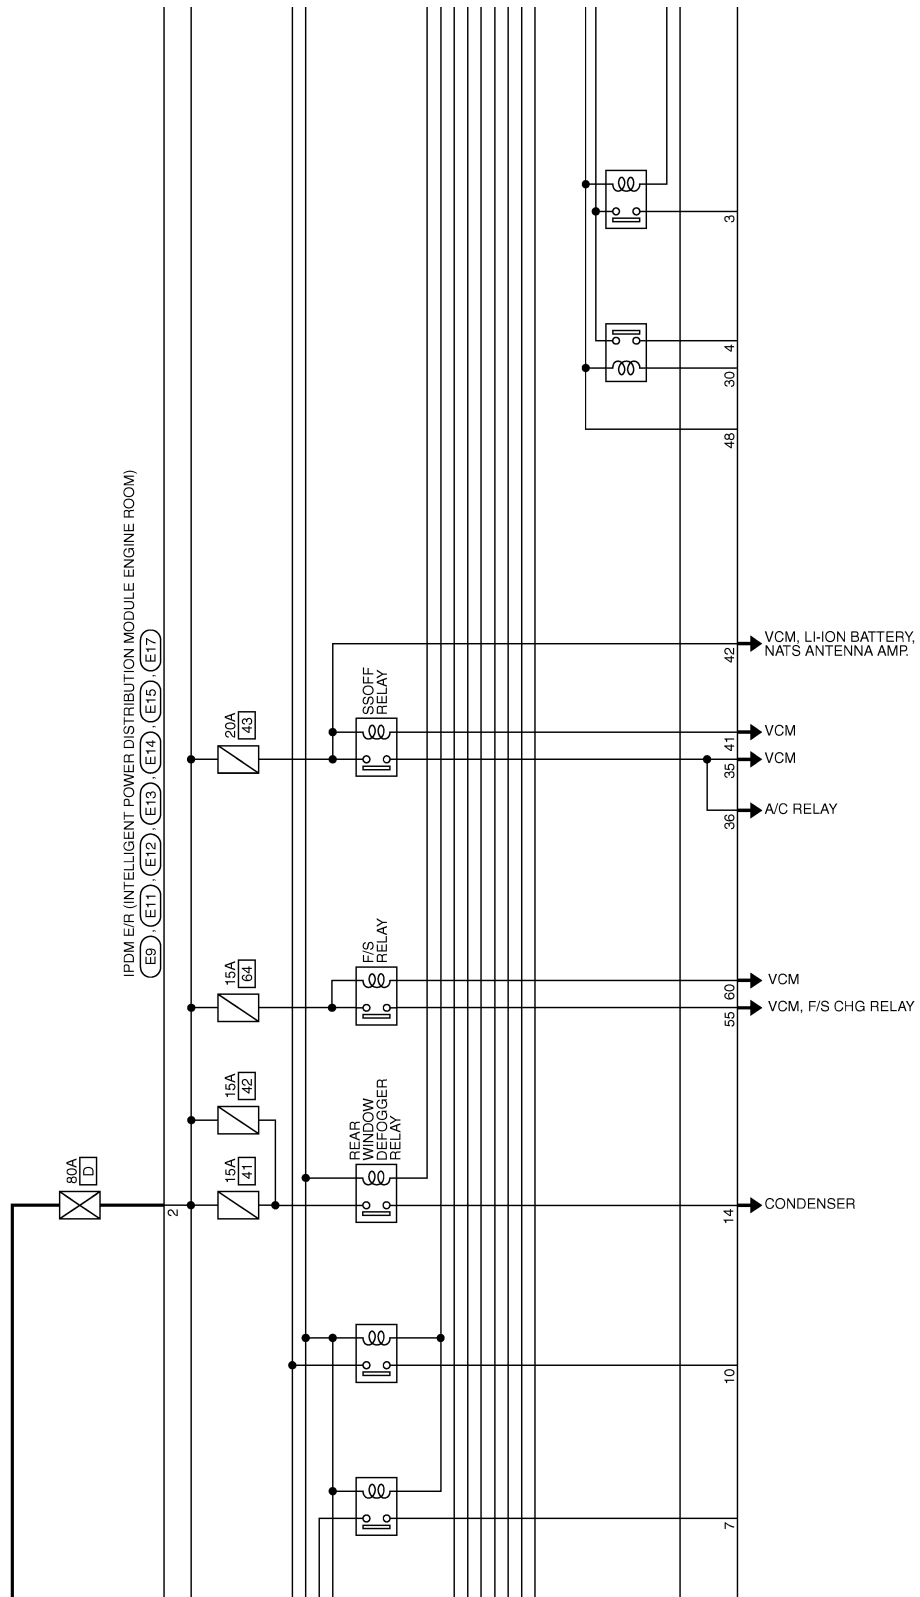 3
4
30
48
IPDM E/R (INTELLIGENT POWER DISTRIBUTION MODULE ENGINE ROOM)
E9 , E11 , E12 , E13 , E14 , E15 , E17
42
VCM, LI-ION BATTERY,
NATS ANTENNA AMP.
20A
43
SSOFF
RELAY
41
VCM
35
VCM
36
A/C RELAY
15A
64
F/S
RELAY
60
VCM
55
VCM, F/S CHG RELAY
15A
42
80A
D
2
15A
41
REAR
WINDOW
DEFOGGER
RELAY
14
CONDENSER
10
7